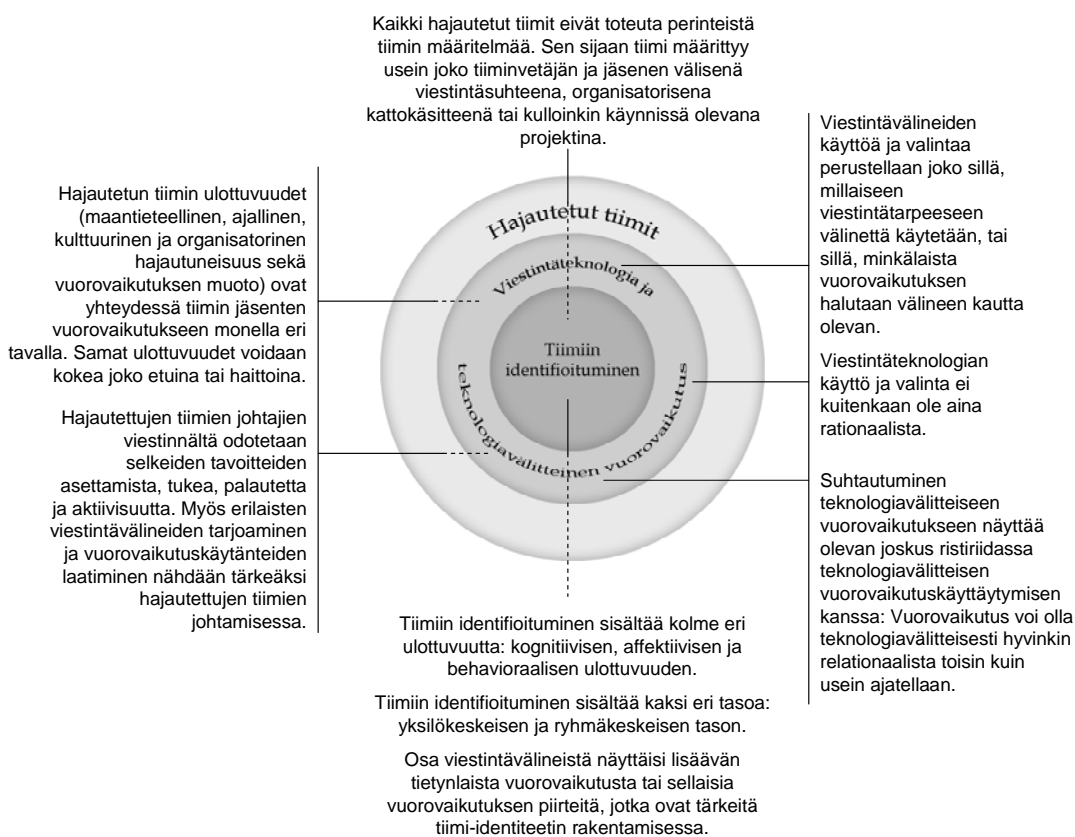 Kaikki hajautetut tiimit eivät toteuta perinteistä
tiimin määritelmää. Sen sijaan tiimi määrittyy
usein joko tiiminvetäjän ja jäsenen välisenä
viestintäsuhteena, organisatorisena
kattokäsitteenä tai kulloinkin käynnissä olevana
projektina.
Hajautetun tiimin ulottuvuudet
(maantieteellinen, ajallinen,
kulttuurinen ja organisatorinen
hajautuneisuus sekä
vuorovaikutuksen muoto) ovat
yhteydessä tiimin jäsenten
vuorovaikutukseen monella eri
tavalla. Samat ulottuvuudet voidaan
kokea joko etuina tai haittoina.
Hajautettujen tiimien johtajien
viestinnältä odotetaan
selkeiden tavoitteiden
asettamista, tukea, palautetta
ja aktiivisuutta. Myös erilaisten
viestintävälineiden tarjoaminen
ja vuorovaikutuskäytänteiden
laatiminen nähdään tärkeäksi
hajautettujen tiimien
johtamisessa.
Hajautetut tiimit
Viestintäteknologia ja
teknologiavälitteinen vuorovaikutus
Tiimiin
identifioituminen
Viestintävälineiden
käyttöä ja valintaa
perustellaan joko sillä,
millaiseen
viestintätarpeeseen
välinettä käytetään, tai
sillä, minkälaista
vuorovaikutuksen
halutaan välineen kautta
olevan.
Viestintäteknologian
käyttö ja valinta ei
kuitenkaan ole aina
rationaalista.
Suhtautuminen
teknologiavälitteiseen
vuorovaikutukseen näyttää
olevan joskus ristiriidassa
teknologiavälitteisen
vuorovaikutuskäyttäytymisen
kanssa: Vuorovaikutus voi olla
teknologiavälitteisesti hyvinkin
relationaalista toisin kuin
usein ajatellaan.
Tiimiin identifioituminen sisältää kolme eri
ulottuvuutta: kognitiivisen, affektiivisen ja
behavioraalisen ulottuvuuden.
Tiimiin identifioituminen sisältää kaksi eri tasoa:
yksilökeskeisen ja ryhmäkeskeisen tason.
Osa viestintävälineistä näyttäisi lisäävän
tietynlaista vuorovaikutusta tai sellaisia
vuorovaikutuksen piirteitä, jotka ovat tärkeitä
tiimi-identiteetin rakentamisessa.